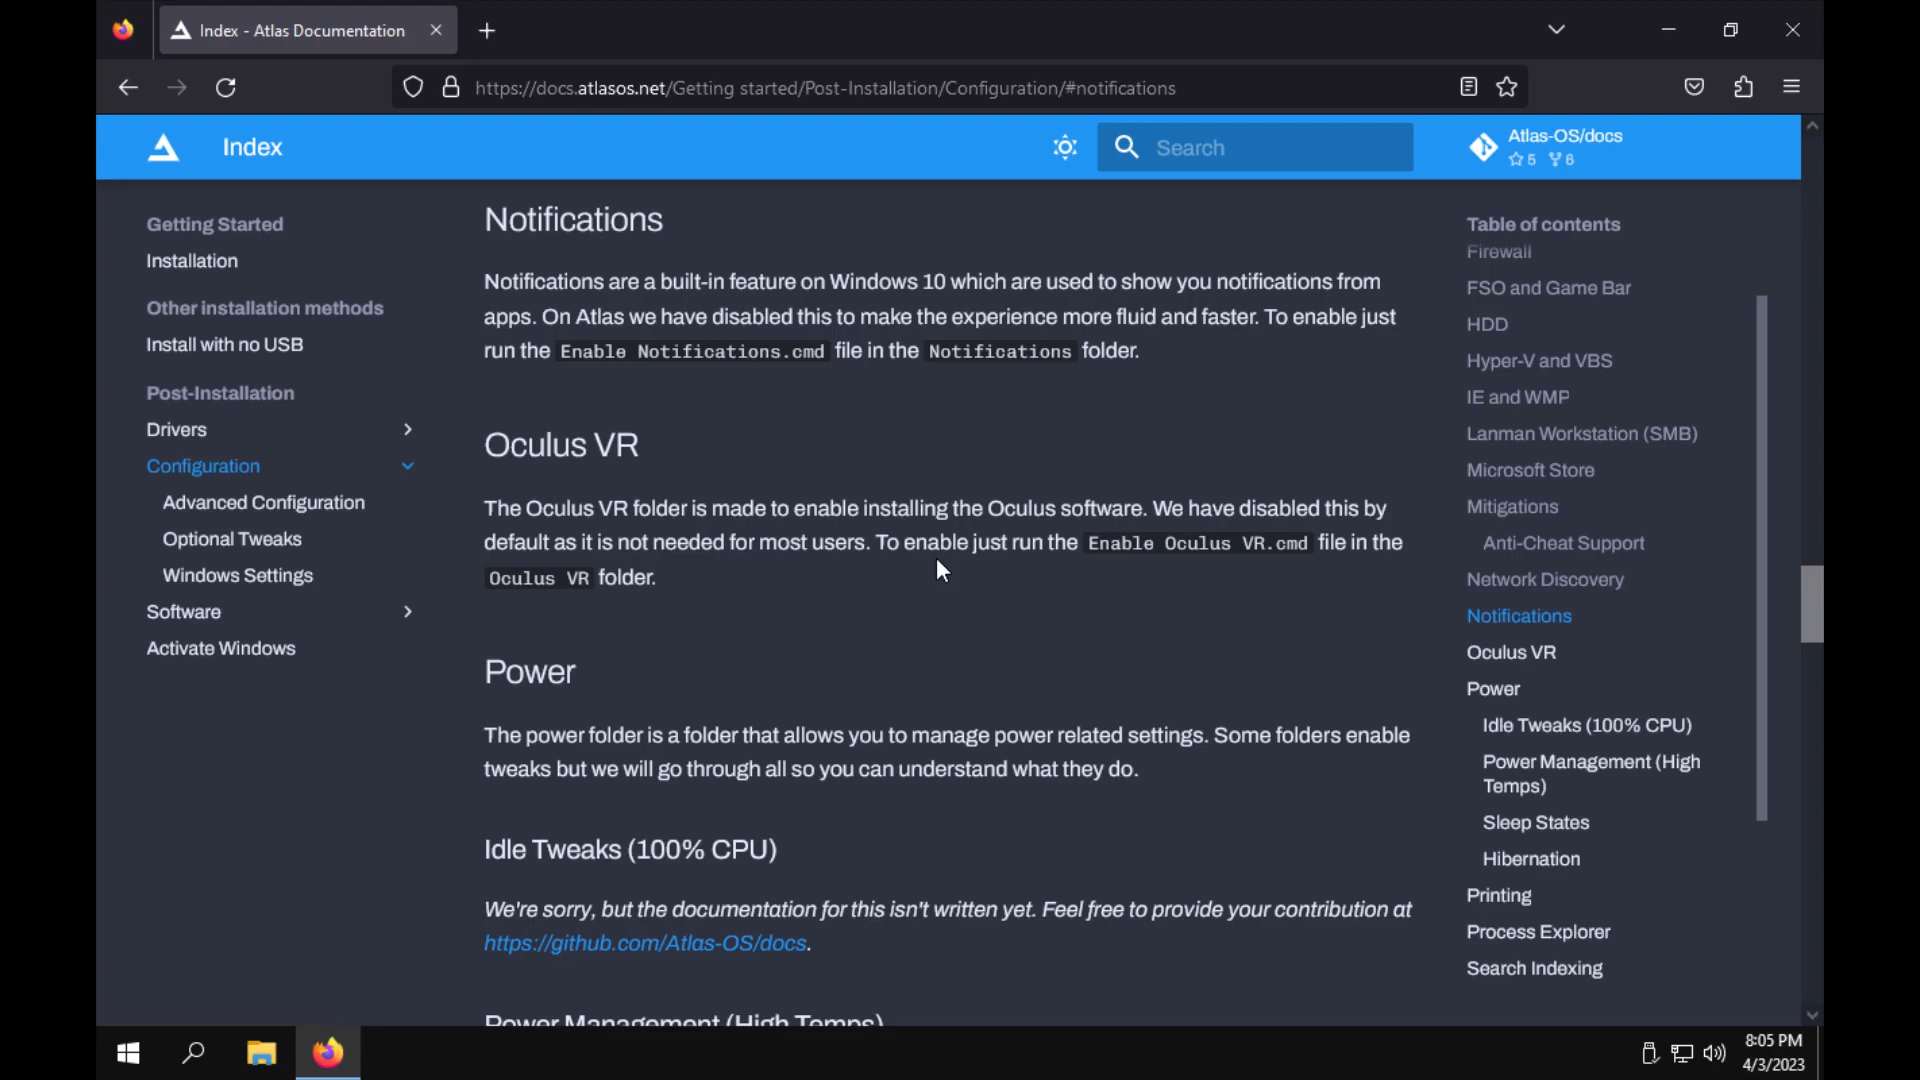 Index - Atlas Documentation
https://docs.atlasos.net/Getting started/Post-Installation/Configuration/#notifications
Index
Search
Atlas-OS/docs
5 6
Getting Started
Installation
Other installation methods
Install with no USB
Post-Installation
Drivers
Configuration
Advanced Configuration
Optional Tweaks
Windows Settings
Software
Activate Windows
Notifications
Notifications are a built-in feature on Windows 10 which are used to show you notifications from
apps. On Atlas we have disabled this to make the experience more fluid and faster. To enable just
run the Enable Notifications.cmd file in the Notifications folder.
Oculus VR
The Oculus VR folder is made to enable installing the Oculus software. We have disabled this by
default as it is not needed for most users. To enable just run the Enable Oculus VR.cmd file in the
Oculus VR folder.
Power
The power folder is a folder that allows you to manage power related settings. Some folders enable
tweaks but we will go through all so you can understand what they do.
Idle Tweaks (100% CPU)
We're sorry, but the documentation for this isn't written yet. Feel free to provide your contribution at
https://github.com/Atlas-OS/docs.
Power Management (High Temps)
Table of contents
Firewall
FSO and Game Bar
HDD
Hyper-V and VBS
IE and WMP
Lanman Workstation (SMB)
Microsoft Store
Mitigations
Anti-Cheat Support
Network Discovery
Notifications
Oculus VR
Power
Idle Tweaks (100% CPU)
Power Management (High
Temps)
Sleep States
Hibernation
Printing
Process Explorer
Search Indexing
8:05 PM
4/3/2023